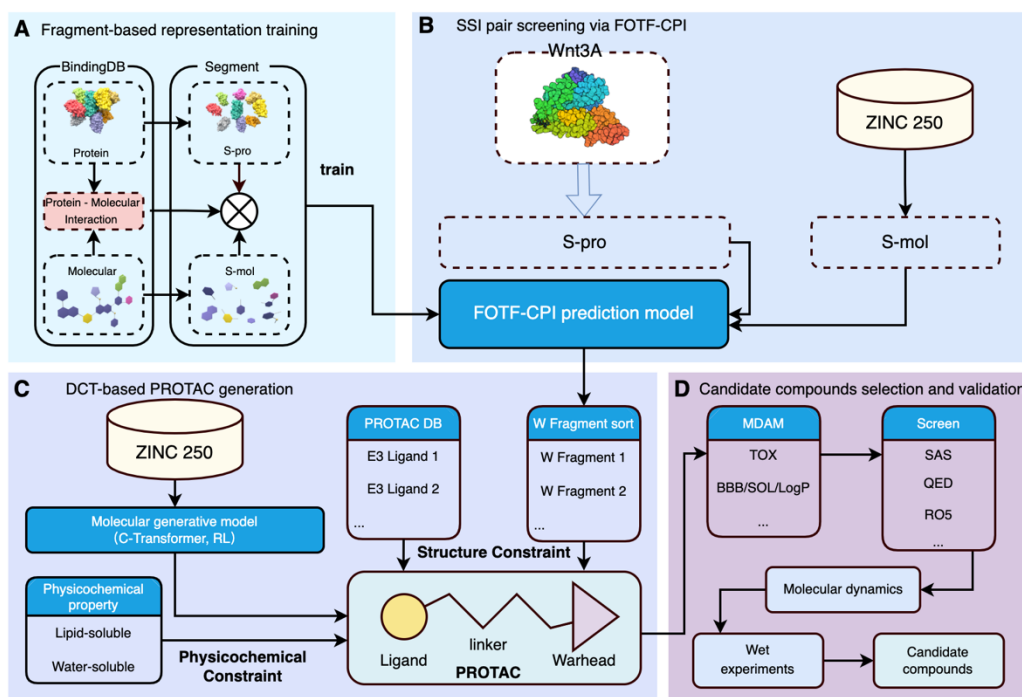 A Fragment-based representation training
BindingDB
Segment
Protein
S-pro
Protein - Molecular
Interaction
Molecular
S-mol
train
B SSI pair screening via FOTF-CPI
Wnt3A
ZINC 250
S-pro
S-mol
FOTF-CPI prediction model
C DCT-based PROTAC generation
ZINC 250
Molecular generative model
(C-Transformer, RL)
Physicochemical
property
Lipid-soluble
Water-soluble
Physicochemical
Constraint
PROTAC DB
E3 Ligand 1
E3 Ligand 2
...
W Fragment sort
W Fragment 1
W Fragment 2
...
Structure Constraint
Ligand
linker
Warhead
PROTAC
D Candidate compounds selection and validation
MDAM
TOX
BBB/SOL/LogP
...
Screen
SAS
QED
RO5
...
Molecular dynamics
Wet
experiments
Candidate
compounds